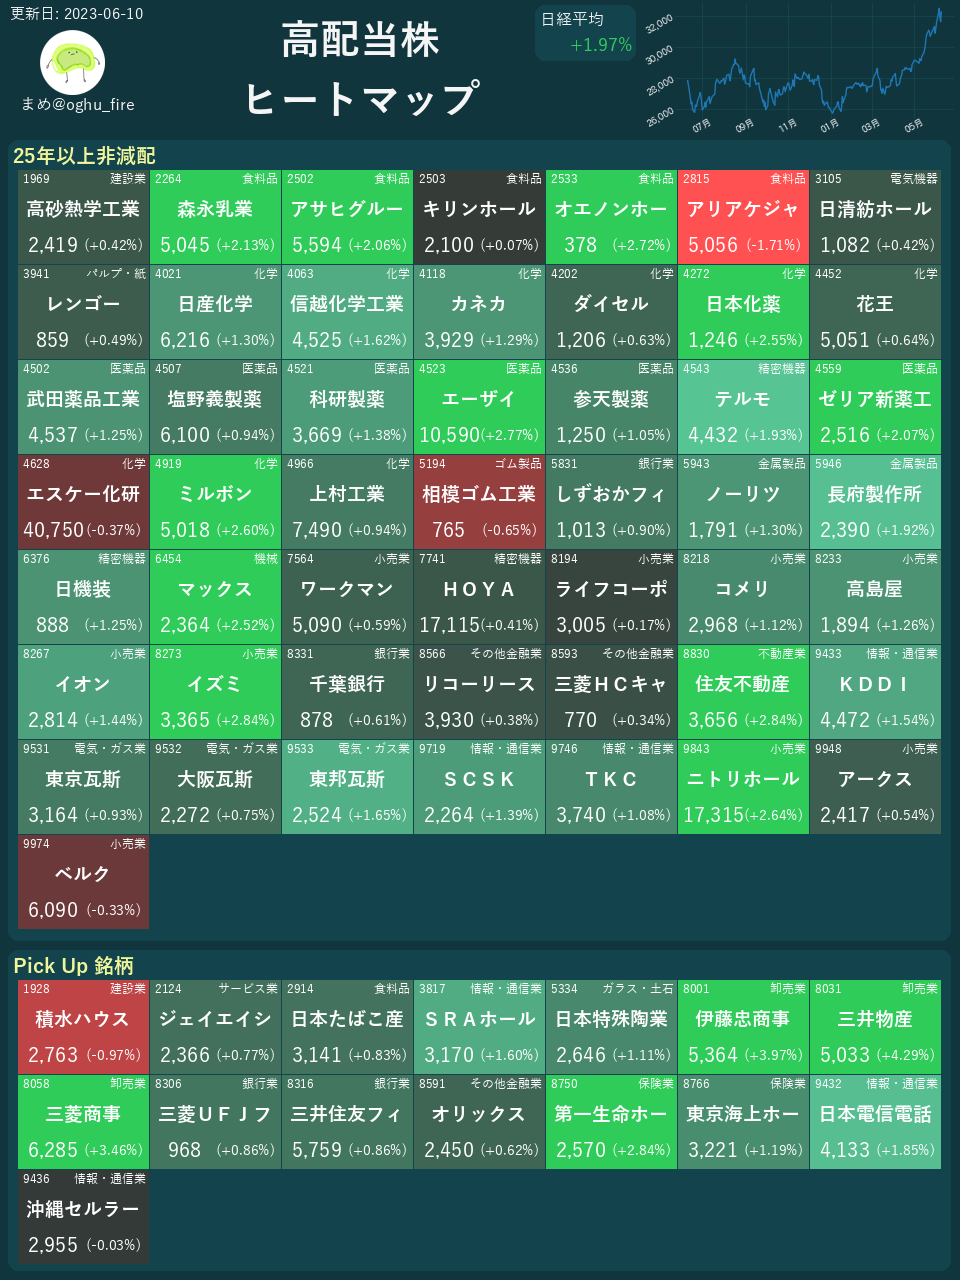 更新日: 2023-06-10
まめ@oghu_fire
高配当株
ヒートマップ
日経平均
+1.97%
32,000
30,000
28,000
26,000
07月 09月 11月 01月 03月 05月
25年以上非減配
1969 建設業 2264 食料品 2502 食料品 2503 食料品 2533 食料品 2815 食料品 3105 電気機器
高砂熱学工業 森永乳業 アサヒグルー キリンホール オエノンホー アリアケジャ 日清紡ホール
2,419 (+0.42%) 5,045 (+2.13%) 5,594 (+2.06%) 2,100 (+0.07%) 378 (+2.72%) 5,056 (-1.71%) 1,082 (+0.42%)
3941 パルプ・紙 4021 化学 4063 化学 4118 化学 4202 化学 4272 化学 4452 化学
レンゴー 日産化学 信越化学工業 カネカ ダイセル 日本化薬 花王
859 (+0.49%) 6,216 (+1.30%) 4,525 (+1.62%) 3,929 (+1.29%) 1,206 (+0.63%) 1,246 (+2.55%) 5,051 (+0.64%)
4502 医薬品 4507 医薬品 4521 医薬品 4523 医薬品 4536 医薬品 4543 精密機器 4559 医薬品
武田薬品工業 塩野義製薬 科研製薬 エーザイ 参天製薬 テルモ ゼリア新薬工
4,537 (+1.25%) 6,100 (+0.94%) 3,669 (+1.38%) 10,590(+2.77%) 1,250 (+1.05%) 4,432 (+1.93%) 2,516 (+2.07%)
4628 化学 4919 化学 4966 化学 5194 ゴム製品 5831 銀行業 5943 金属製品 5946 金属製品
エスケー化研 ミルボン 上村工業 相模ゴム工業 しずおかフィ ノーリツ 長府製作所
40,750(-0.37%) 5,018 (+2.60%) 7,490 (+0.94%) 765 (-0.65%) 1,013 (+0.90%) 1,791 (+1.30%) 2,390 (+1.92%)
6376 精密機器 6454 機械 7564 小売業 7741 精密機器 8194 小売業 8218 小売業 8233 小売業
日機装 マックス ワークマン ＨＯＹＡ ライフコーポ コメリ 高島屋
888 (+1.25%) 2,364 (+2.52%) 5,090 (+0.59%) 17,115(+0.41%) 3,005 (+0.17%) 2,968 (+1.12%) 1,894 (+1.26%)
8267 小売業 8273 小売業 8331 銀行業 8566 その他金融業 8593 その他金融業 8830 不動産業 9433 情報・通信業
イオン イズミ 千葉銀行 リコーリース 三菱ＨＣキャ 住友不動産 ＫＤＤＩ
2,814 (+1.44%) 3,365 (+2.84%) 878 (+0.61%) 3,930 (+0.38%) 770 (+0.34%) 3,656 (+2.84%) 4,472 (+1.54%)
9531 電気・ガス業 9532 電気・ガス業 9533 電気・ガス業 9719 情報・通信業 9746 情報・通信業 9843 小売業 9948 小売業
東京瓦斯 大阪瓦斯 東邦瓦斯 ＳＣＳＫ ＴＫＣ ニトリホール アークス
3,164 (+0.93%) 2,272 (+0.75%) 2,524 (+1.65%) 2,264 (+1.39%) 3,740 (+1.08%) 17,315(+2.64%) 2,417 (+0.54%)
9974 小売業
ベルク
6,090 (-0.33%)
Pick Up 銘柄
1928 建設業 2124 サービス業 2914 食料品 3817 情報・通信業 5334 ガラス・土石 8001 卸売業 8031 卸売業
積水ハウス ジェイエイシ 日本たばこ産 ＳＲＡホール 日本特殊陶業 伊藤忠商事 三井物産
2,763 (-0.97%) 2,366 (+0.77%) 3,141 (+0.83%) 3,170 (+1.60%) 2,646 (+1.11%) 5,364 (+3.97%) 5,033 (+4.29%)
8058 卸売業 8306 銀行業 8316 銀行業 8591 その他金融業 8750 保険業 8766 保険業 9432 情報・通信業
三菱商事 三菱ＵＦＪフ 三井住友フィ オリックス 第一生命ホー 東京海上ホー 日本電信電話
6,285 (+3.46%) 968 (+0.86%) 5,759 (+0.86%) 2,450 (+0.62%) 2,570 (+2.84%) 3,221 (+1.19%) 4,133 (+1.85%)
9436 情報・通信業
沖縄セルラー
2,955 (-0.03%)